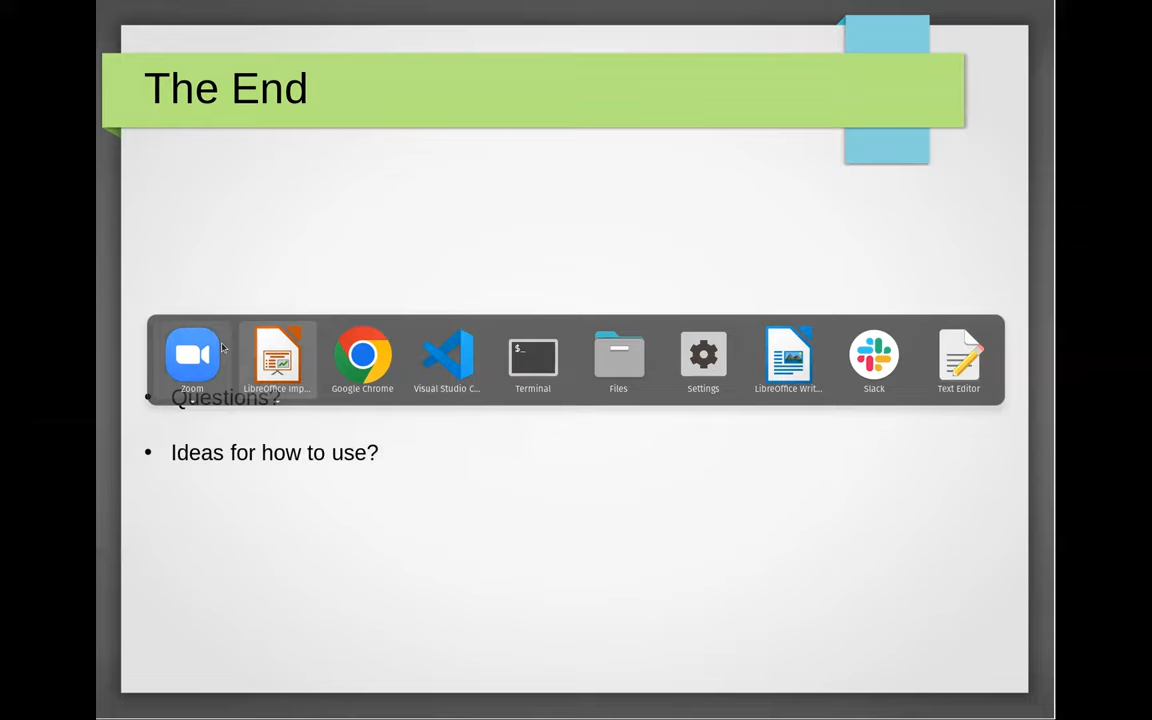 The End
Zoom
LibreOffice Imp...
Google Chrome
Visual Studio C...
$_
Terminal
Files
Settings
LibreOffice Writ...
Slack
Text Editor
• Questions?
• Ideas for how to use?